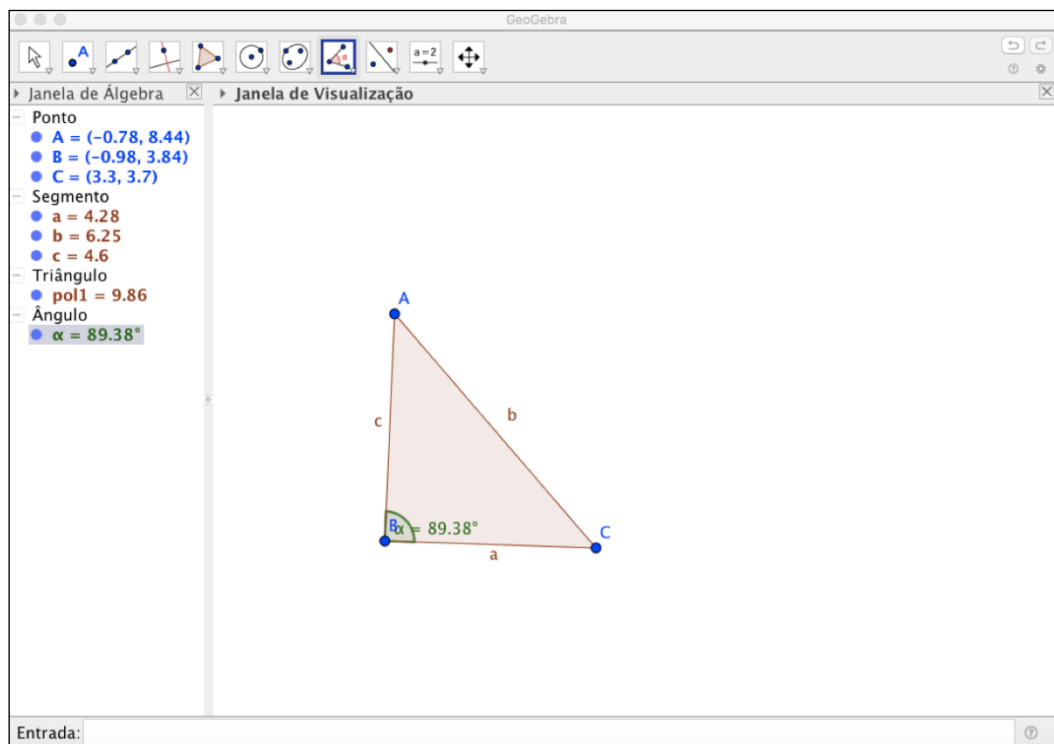 GeoGebra
A
α
a=2
Janela de Álgebra
Janela de Visualização
Ponto
A = (-0.78, 8.44)
B = (-0.98, 3.84)
C = (3.3, 3.7)
Segmento
a = 4.28
b = 6.25
c = 4.6
Triângulo
pol1 = 9.86
Ângulo
α = 89.38°
A
c
b
B
α = 89.38°
C
a
Entrada: